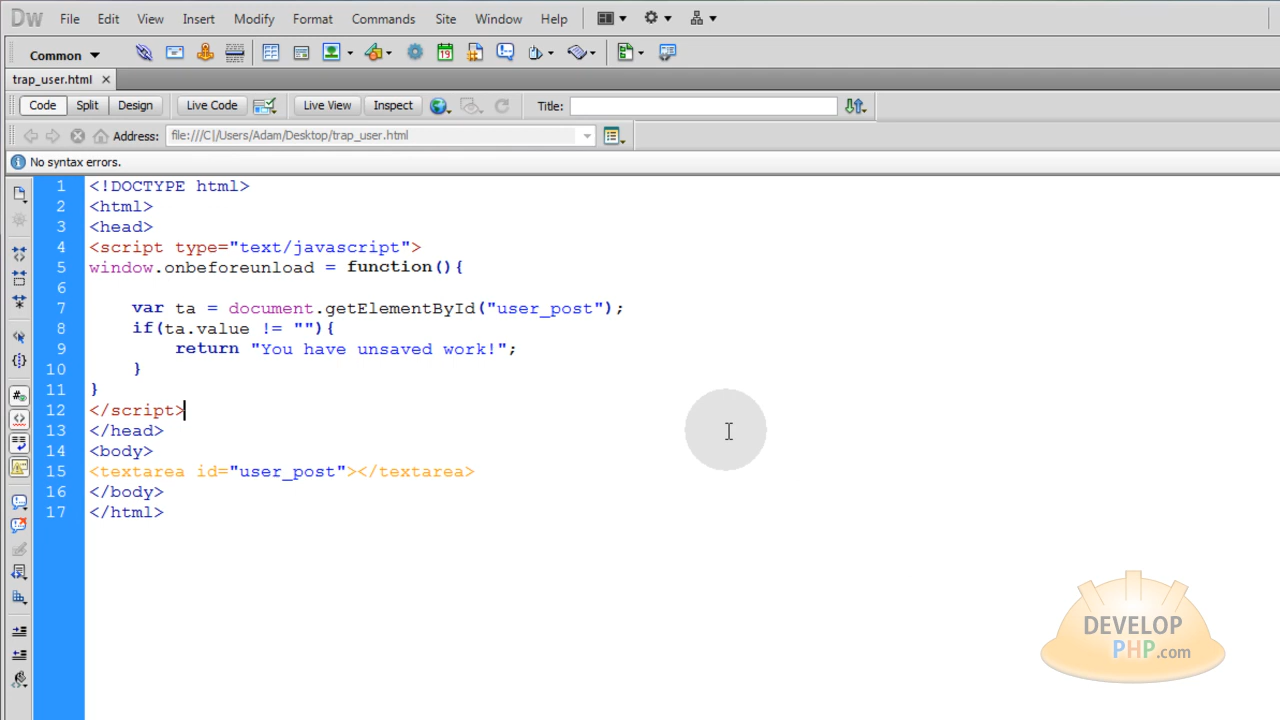 Dw File Edit View Insert Modify Format Commands Site Window Help
Common
trap_user.html
Code Split Design Live Code Live View Inspect Title:
Address: file:///C|/Users/Adam/Desktop/trap_user.html
No syntax errors.
1 <!DOCTYPE html>
2 <html>
3 <head>
4 <script type="text/javascript">
5 window.onbeforeunload = function(){
6
7 var ta = document.getElementById("user_post");
8 if(ta.value != ""){
9 return "You have unsaved work!";
10 }
11 }
12 </script>
13 </head>
14 <body>
15 <textarea id="user_post"></textarea>
16 </body>
17 </html>
DEVELOP
PHP.com